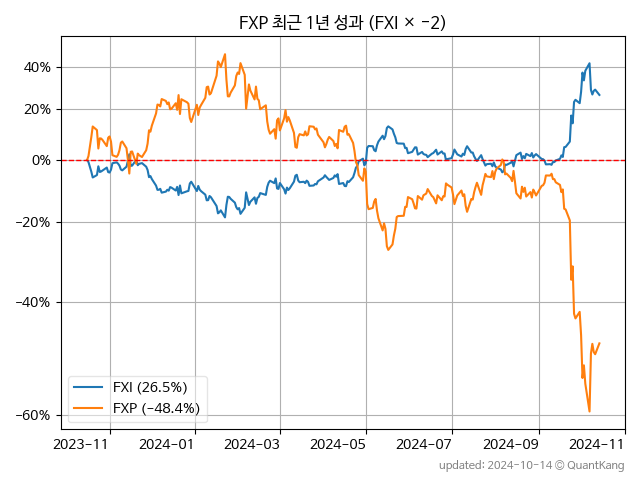 FXP 최근 1년 성과 (FXI × −2)
40%
20%
0%
−20%
−40%
−60%
FXI (26.5%)
FXP (−48.4%)
2023−11 2024−01 2024−03 2024−05 2024−07 2024−09 2024−11
updated: 2024-10-14 © QuantKang